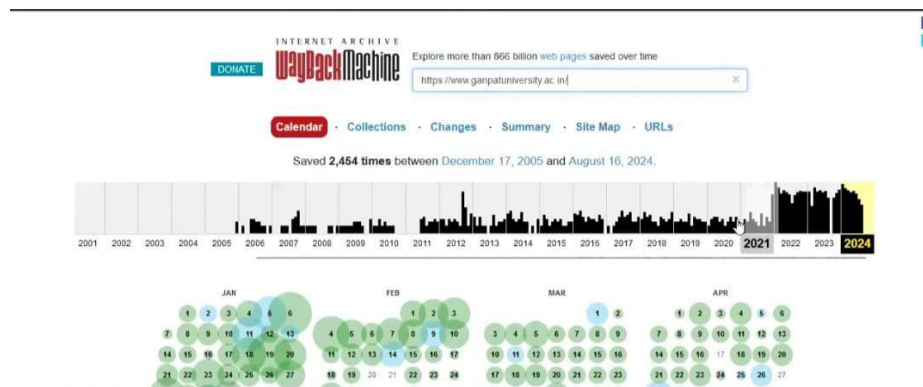 INTERNET ARCHIVE
WayBackMachine
DONATE
Explore more than 866 billion web pages saved over time
https://www.ganpatuniversity.ac.in/
×
Calendar · Collections · Changes · Summary · Site Map · URLs
Saved 2,454 times between December 17, 2005 and August 16, 2024.
2001 2002 2003 2004 2005 2006 2007 2008 2009 2010 2011 2012 2013 2014 2015 2016 2017 2018 2019 2020 2021 2022 2023 2024
JAN FEB MAR APR
1 2 3 4 5 6 1 2 3 1 2 1 2 3 4 5 6
7 8 9 10 11 12 13 4 5 6 7 8 9 10 3 4 5 6 7 8 9 7 8 9 10 11 12 13
14 15 16 17 18 19 20 11 12 13 14 15 16 17 10 11 12 13 14 15 16 14 15 16 17 18 19 20
21 22 23 24 25 26 27 18 19 20 21 22 23 24 17 18 19 20 21 22 23 21 22 23 24 25 26 27